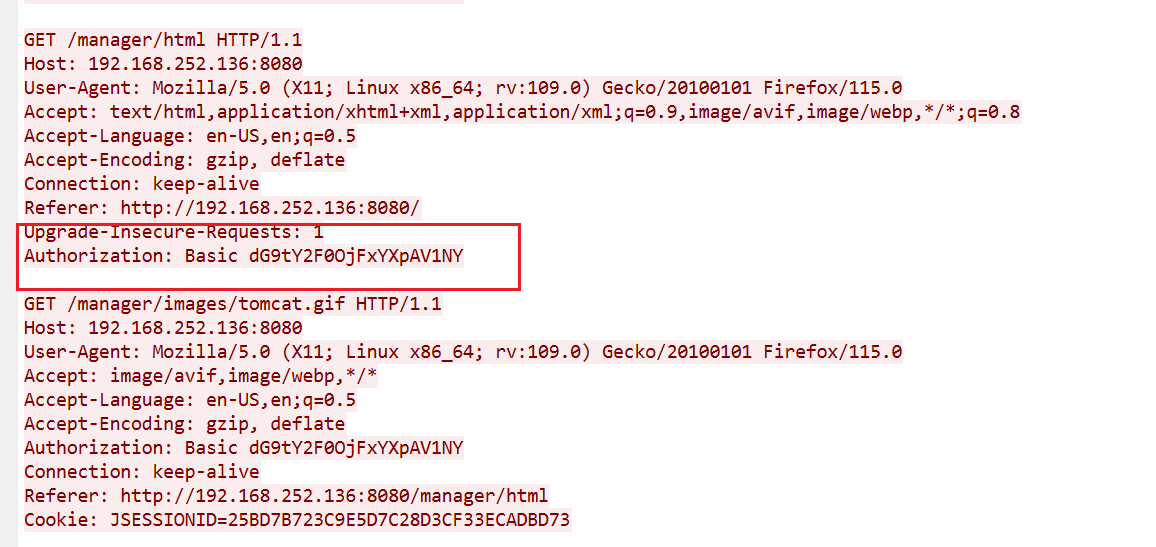 GET /manager/html HTTP/1.1
Host: 192.168.252.136:8080
User-Agent: Mozilla/5.0 (X11; Linux x86_64; rv:109.0) Gecko/20100101 Firefox/115.0
Accept: text/html,application/xhtml+xml,application/xml;q=0.9,image/avif,image/webp,*/*;q=0.8
Accept-Language: en-US,en;q=0.5
Accept-Encoding: gzip, deflate
Connection: keep-alive
Referer: http://192.168.252.136:8080/
Upgrade-Insecure-Requests: 1
Authorization: Basic dG9tY2F0OjFxYXpAV1NY
GET /manager/images/tomcat.gif HTTP/1.1
Host: 192.168.252.136:8080
User-Agent: Mozilla/5.0 (X11; Linux x86_64; rv:109.0) Gecko/20100101 Firefox/115.0
Accept: image/avif,image/webp,*/*
Accept-Language: en-US,en;q=0.5
Accept-Encoding: gzip, deflate
Authorization: Basic dG9tY2F0OjFxYXpAV1NY
Connection: keep-alive
Referer: http://192.168.252.136:8080/manager/html
Cookie: JSESSIONID=25BD7B723C9E5D7C28D3CF33ECADBD73